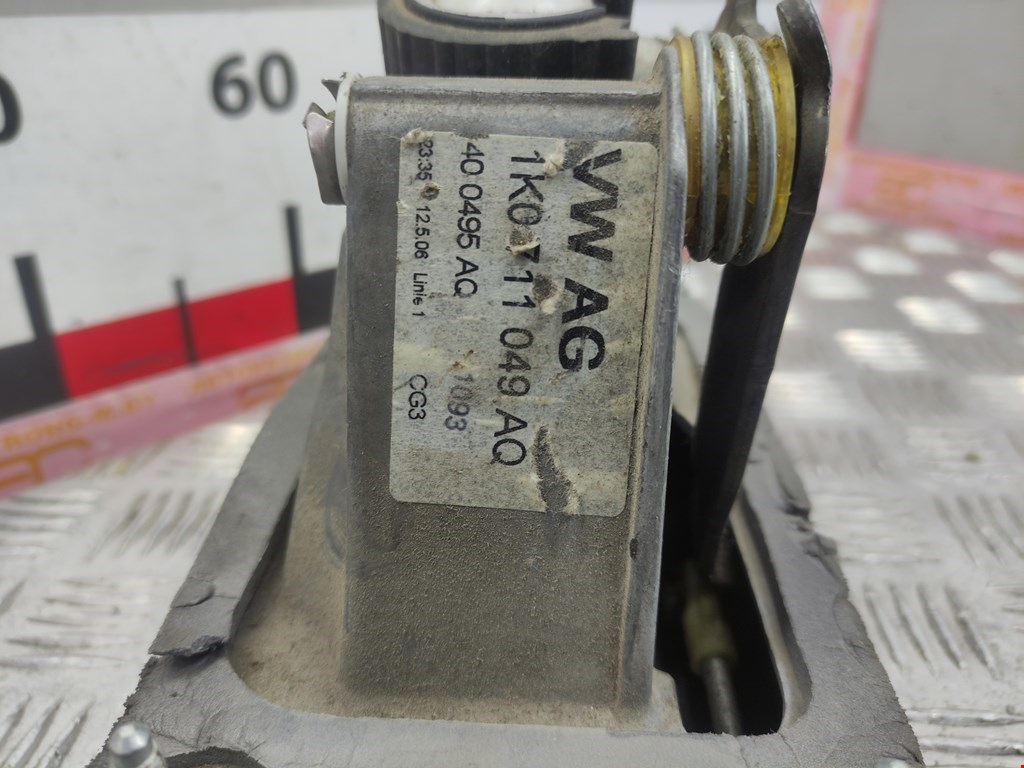 60
VW AG
1K0 711 049 AQ
40 0495 AQ 1093
23:35 12.5.06 Linie 1 CG3